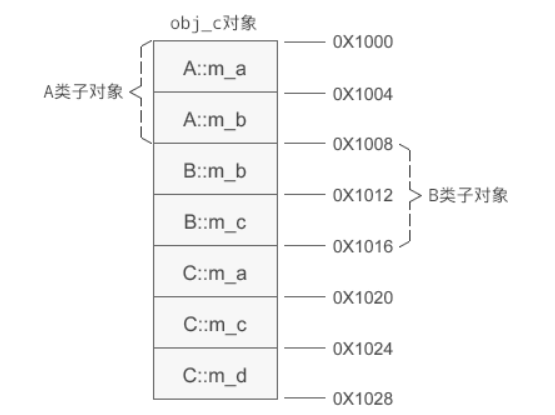 obj_c对象
0X1000
A::m_a
A类子对象
0X1004
A::m_b
0X1008
B::m_b
0X1012
B类子对象
B::m_c
0X1016
C::m_a
0X1020
C::m_c
0X1024
C::m_d
0X1028